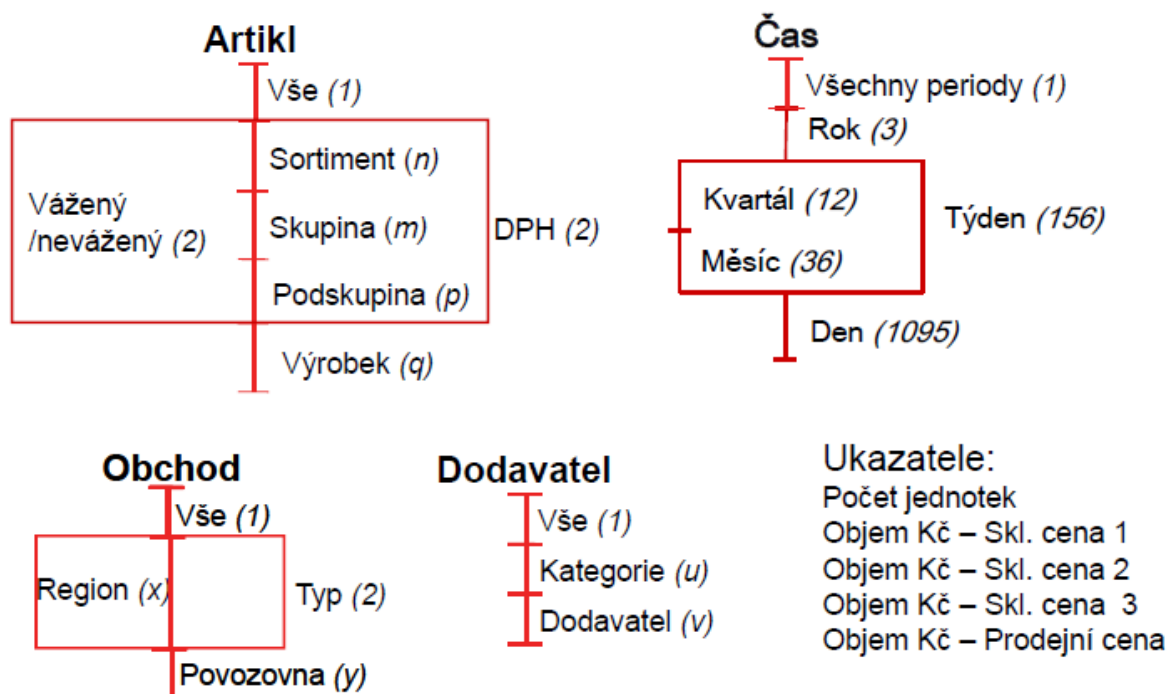 Artikl
Vše (1)
Sortiment (n)
Vážený
/nevážený (2)
Skupina (m)
DPH (2)
Podskupina (p)
Výrobek (q)
Čas
Všechny periody (1)
Rok (3)
Kvartál (12)
Týden (156)
Měsíc (36)
Den (1095)
Obchod
Vše (1)
Region (x)
Typ (2)
Povozovna (y)
Dodavatel
Vše (1)
Kategorie (u)
Dodavatel (v)
Ukazatele:
Počet jednotek
Objem Kč – Skl. cena 1
Objem Kč – Skl. cena 2
Objem Kč – Skl. cena 3
Objem Kč – Prodejní cena